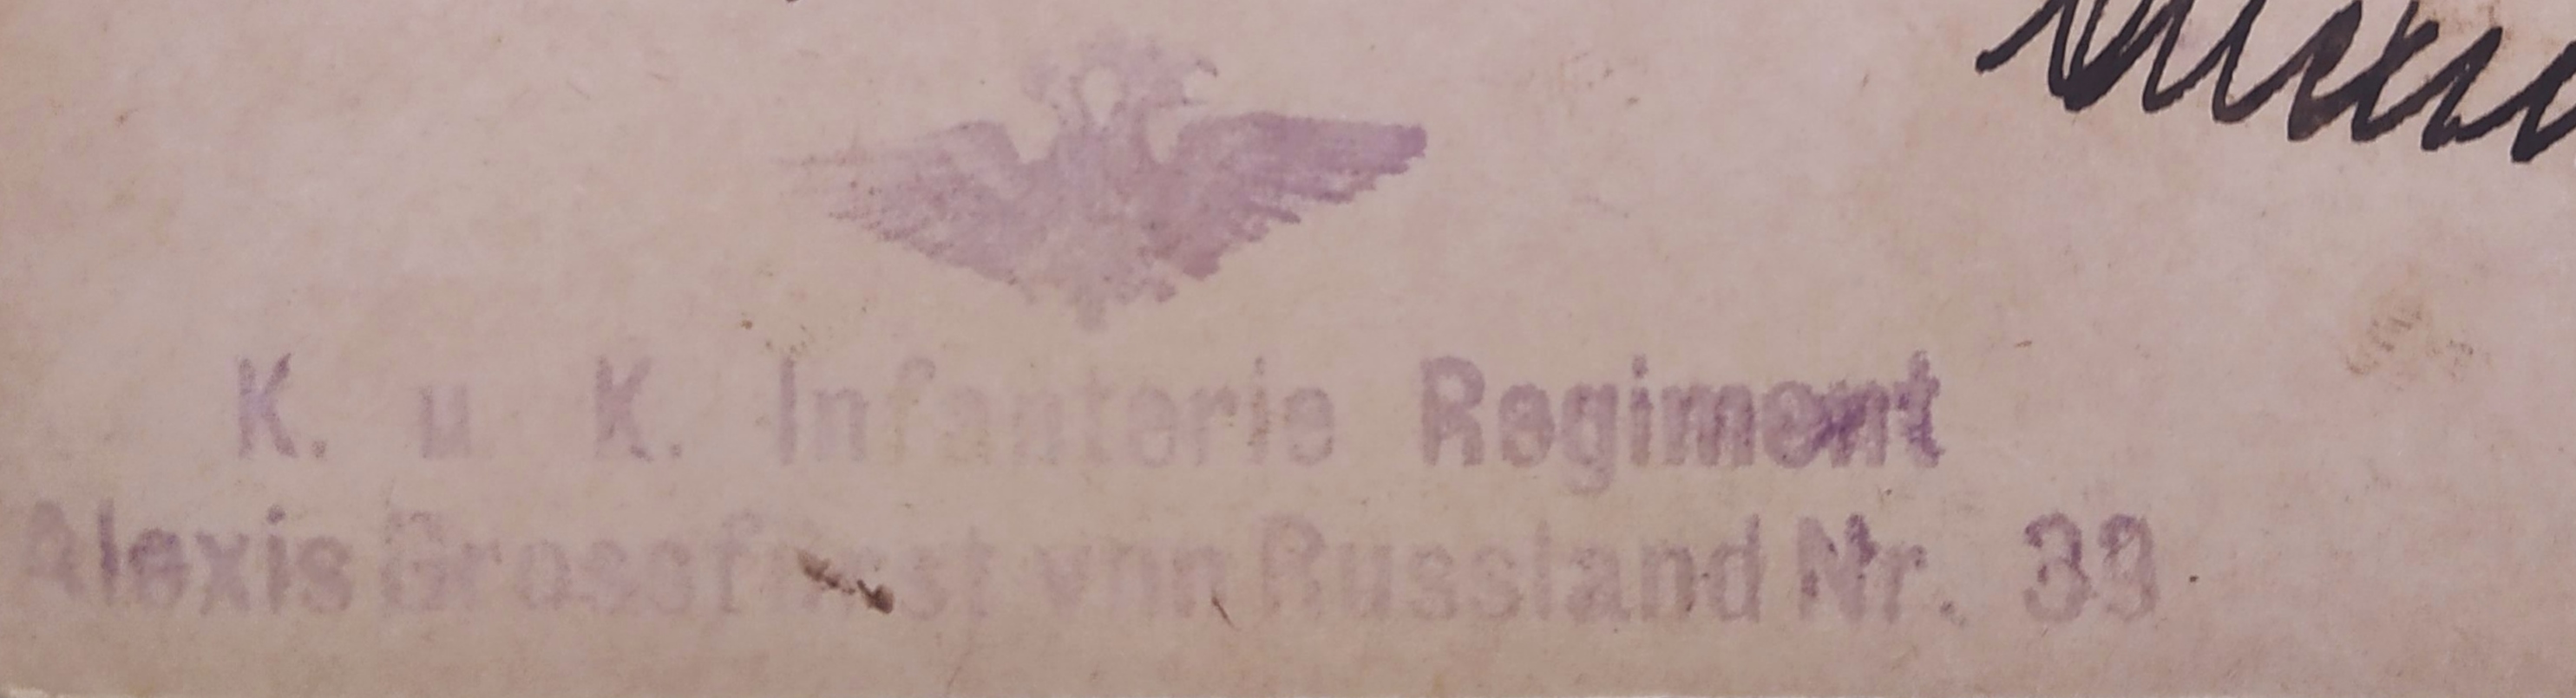 K. u K. Infanterie Regiment
Alexis Grossfürst von Russland Nr. 39